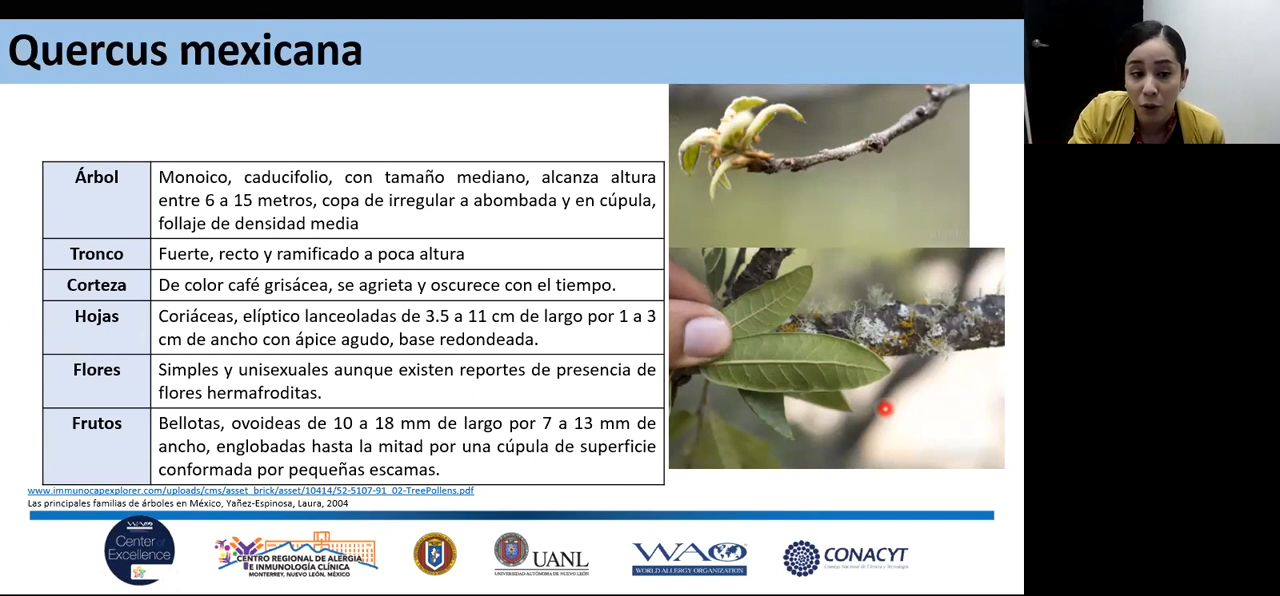 Quercus mexicana
Árbol
Monoico, caducifolio, con tamaño mediano, alcanza altura
entre 6 a 15 metros, copa de irregular a abombada y en cúpula,
follaje de densidad media
Tronco
Fuerte, recto y ramificado a poca altura
Corteza
De color café grisácea, se agrieta y oscurece con el tiempo.
Hojas
Coriáceas, elíptico lanceoladas de 3.5 a 11 cm de largo por 1 a 3
cm de ancho con ápice agudo, base redondeada.
Flores
Simples y unisexuales aunque existen reportes de presencia de
flores hermafroditas.
Frutos
Bellotas, ovoideas de 10 a 18 mm de largo por 7 a 13 mm de
ancho, englobadas hasta la mitad por una cúpula de superficie
conformada por pequeñas escamas.
www.immunocapexplorer.com/uploads/cms/asset_brick/asset/10414/52-5107-91_02-TreePollens.pdf
Las principales familias de árboles en México, Yañez-Espinosa, Laura, 2004
WAO
Center of
Excellence
CENTRO REGIONAL DE ALERGIA
E INMUNOLOGÍA CLÍNICA
MONTERREY, NUEVO LEÓN, MÉXICO
UANL
UNIVERSIDAD AUTÓNOMA DE NUEVO LEÓN
WAO
WORLD ALLERGY ORGANIZATION
CONACYT
Consejo Nacional de Ciencia y Tecnología